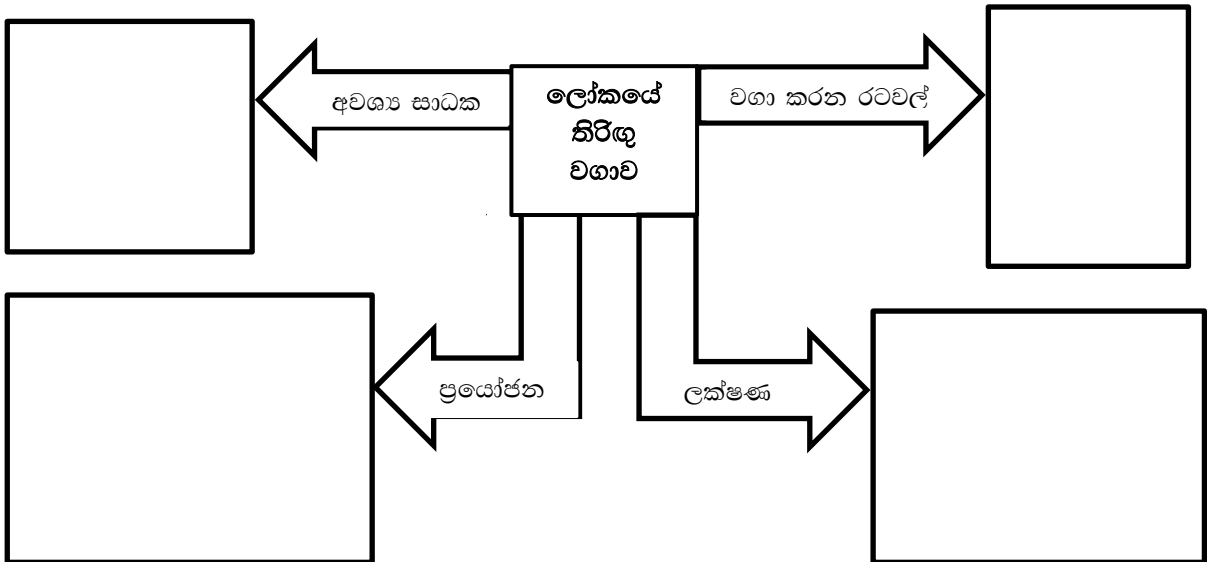 අවශ්‍ය සාධක
ලෝකයේ
තිරිඟු
වගාව
වගා කරන රටවල්
ප්‍රයෝජන
ලක්ෂණ